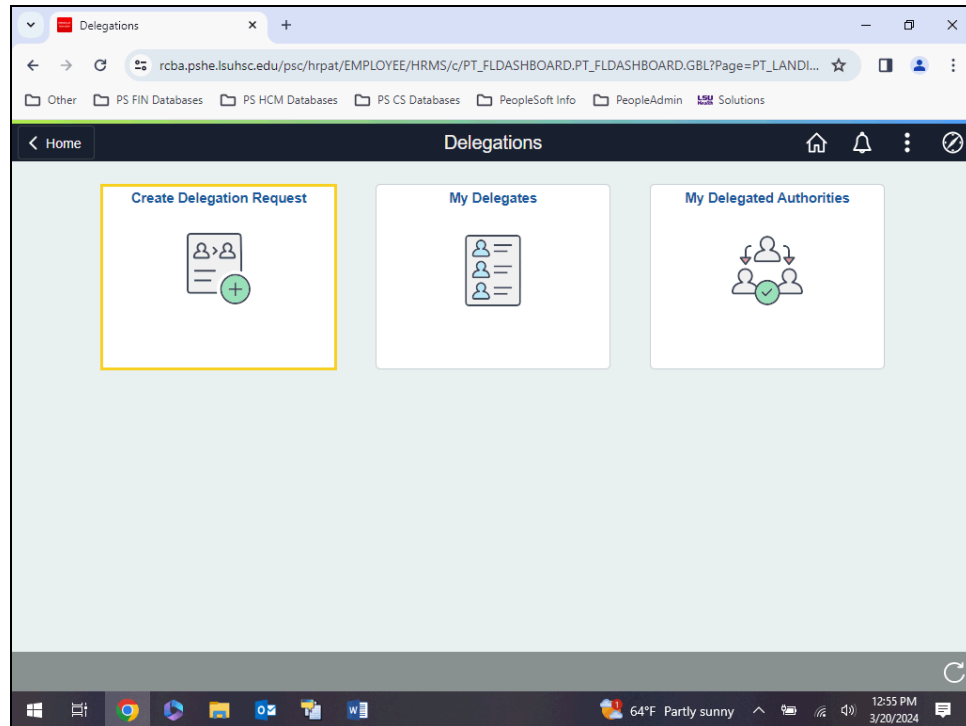 Delegations
rcba.pshe.lsuhsc.edu/psc/hrpat/EMPLOYEE/HRMS/c/PT_FLDASHBOARD.PT_FLDASHBOARD.GBL?Page=PT_LANDI...
Other PS FIN Databases PS HCM Databases PS CS Databases PeopleSoft Info PeopleAdmin LSU Health Solutions
Home Delegations
Create Delegation Request My Delegates My Delegated Authorities
64°F Partly sunny 12:55 PM
3/20/2024